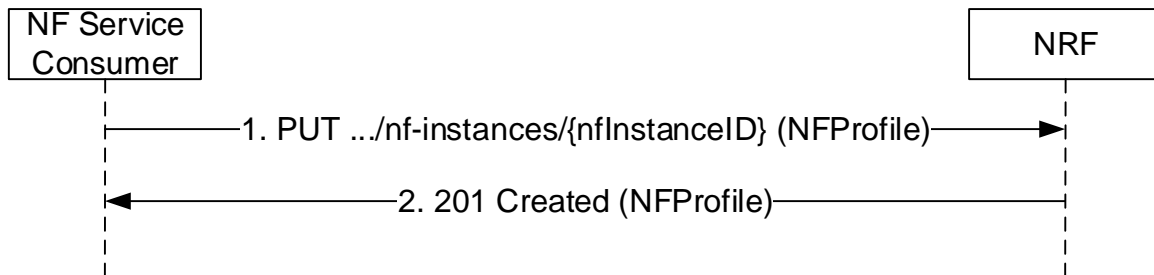 NF Service
Consumer
NRF
1. PUT .../nf-instances/{nfInstanceID} (NFProfile)
2. 201 Created (NFProfile)